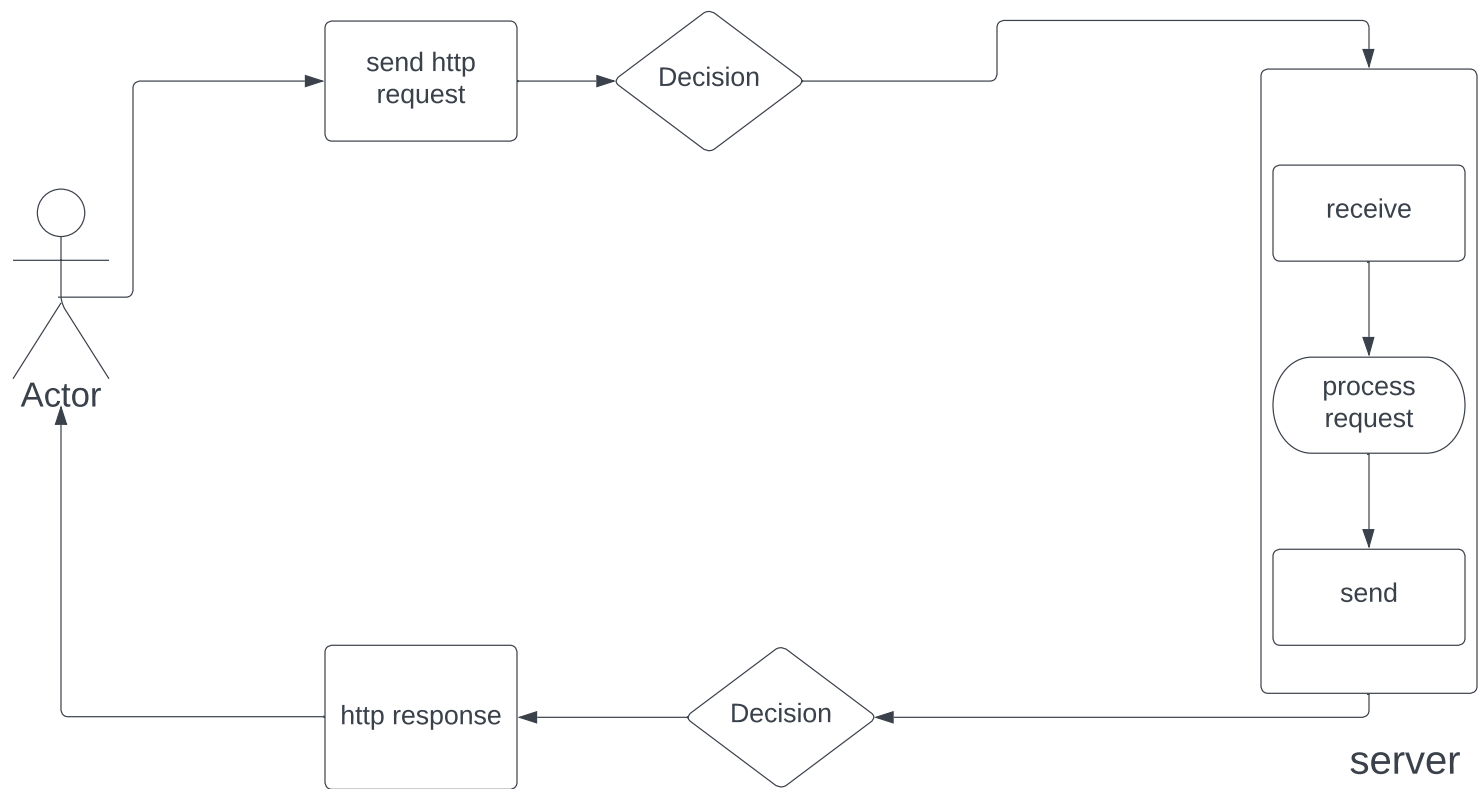 send http
request
Decision
receive
Actor
process
request
send
http response
Decision
server